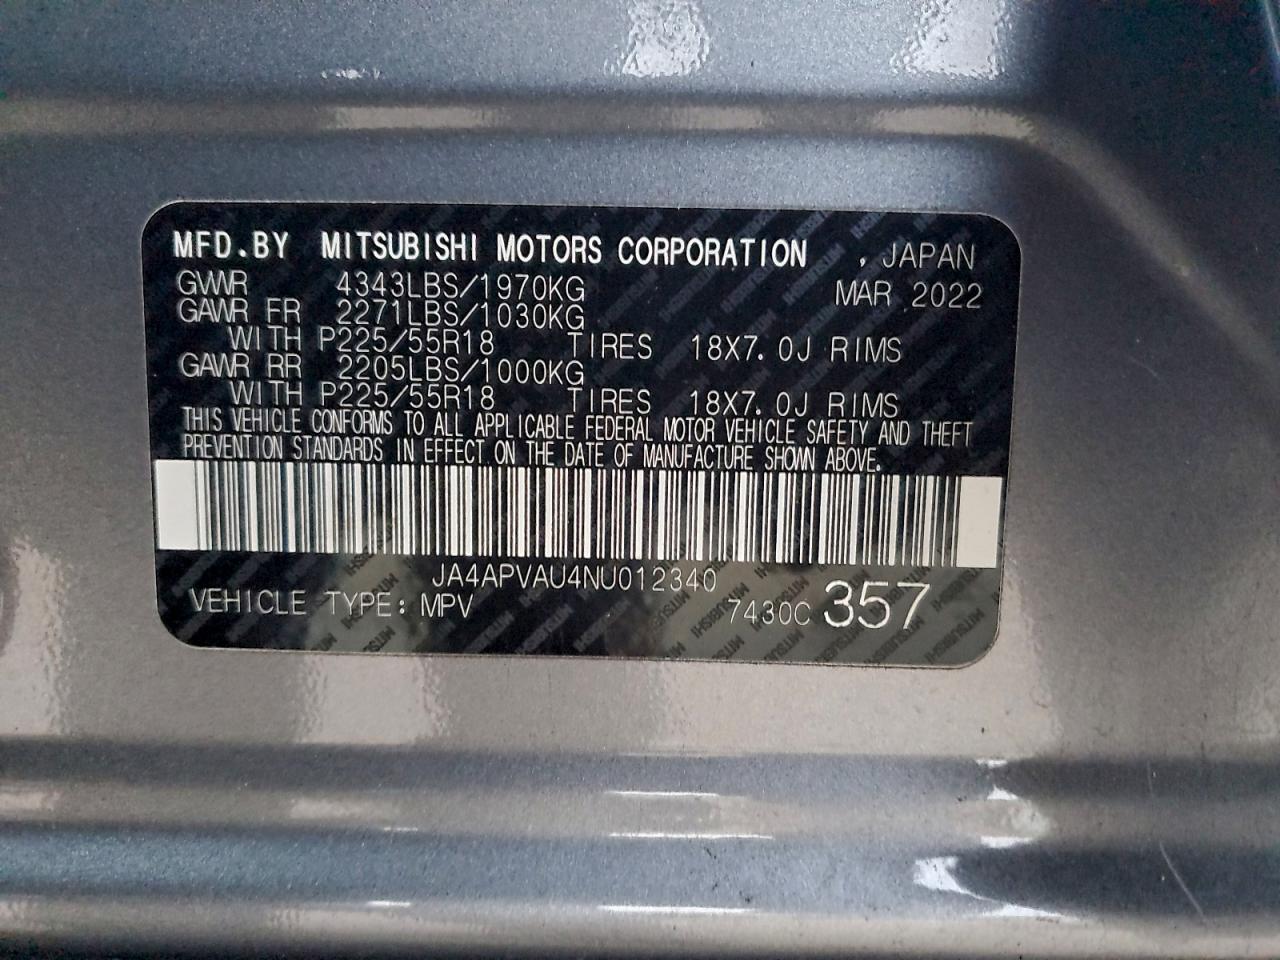 MFD.BY MITSUBISHI MOTORS CORPORATION , JAPAN
GVWR 4343LBS/1970KG MAR 2022
GAWR FR 2271LBS/1030KG
WITH P225/55R18 TIRES 18X7.0J RIMS
GAWR RR 2205LBS/1000KG
WITH P225/55R18 TIRES 18X7.0J RIMS
THIS VEHICLE CONFORMS TO ALL APPLICABLE FEDERAL MOTOR VEHICLE SAFETY AND THEFT
PREVENTION STANDARDS IN EFFECT ON THE DATE OF MANUFACTURE SHOWN ABOVE.
JA4APVAU4NU012340
VEHICLE TYPE: MPV 7430C 357